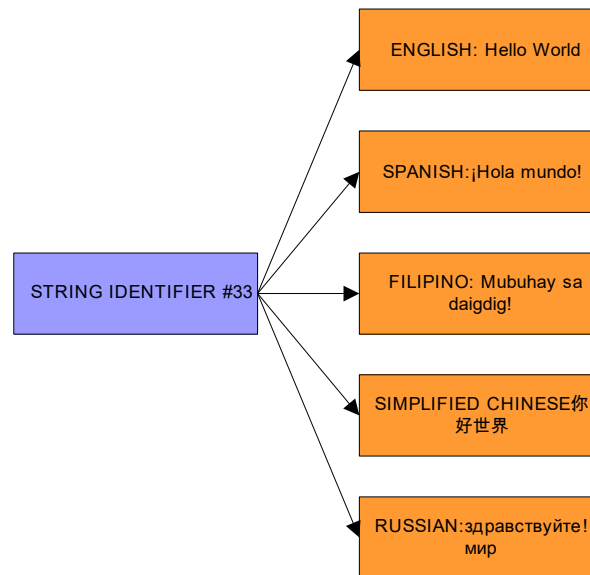 ENGLISH: Hello World
SPANISH:¡Hola mundo!
STRING IDENTIFIER #33
FILIPINO: Mubuhay sa
daigdig!
SIMPLIFIED CHINESE你
好世界
RUSSIAN:здравствуйте!
мир